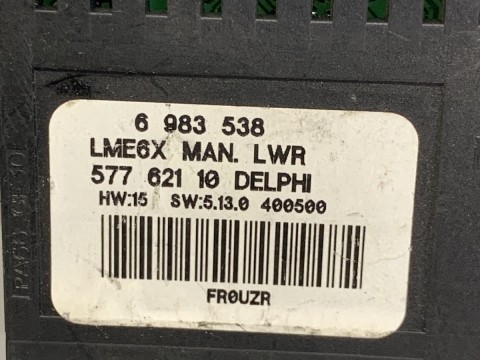 6 983 538
LME6X MAN. LWR
577 621 10 DELPHI
HW:15 SW:5.13.0 400500
FR0UZR